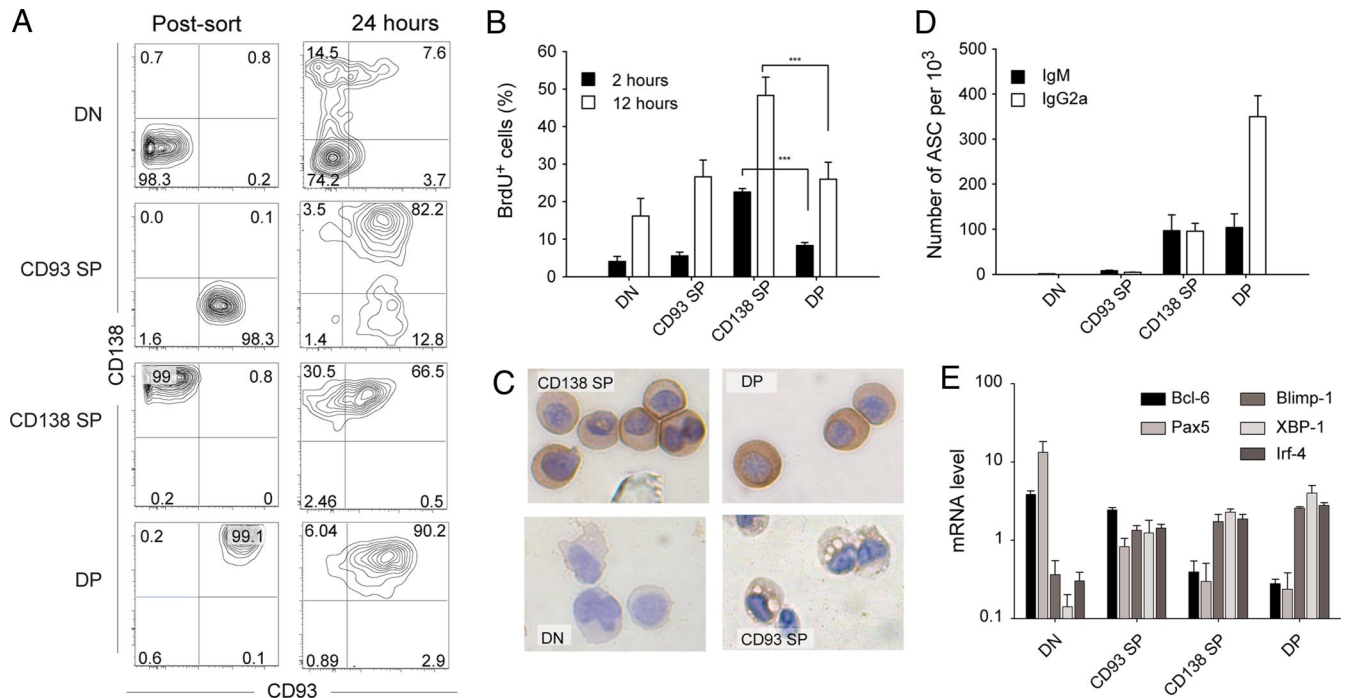 A
Post-sort
24 hours
DN
0.7
0.8
98.3
0.2
14.5
7.6
74.2
3.7
CD93 SP
0.0
0.1
1.6
98.3
3.5
82.2
1.4
12.8
CD138 SP
99
0.8
0.2
0
30.5
66.5
2.46
0.5
DP
0.2
99.1
0.6
0.1
6.04
90.2
0.89
2.9
CD138
CD93
B
60
50
40
30
20
10
0
BrdU⁺ cells (%)
2 hours
12 hours
***
***
DN
CD93 SP
CD138 SP
DP
C
CD138 SP
DP
DN
CD93 SP
D
500
400
300
200
100
0
Number of ASC per 10³
IgM
IgG2a
DN
CD93 SP
CD138 SP
DP
E
100
10
1
0.1
mRNA level
Bcl-6
Blimp-1
Pax5
XBP-1
Irf-4
DN
CD93 SP
CD138 SP
DP